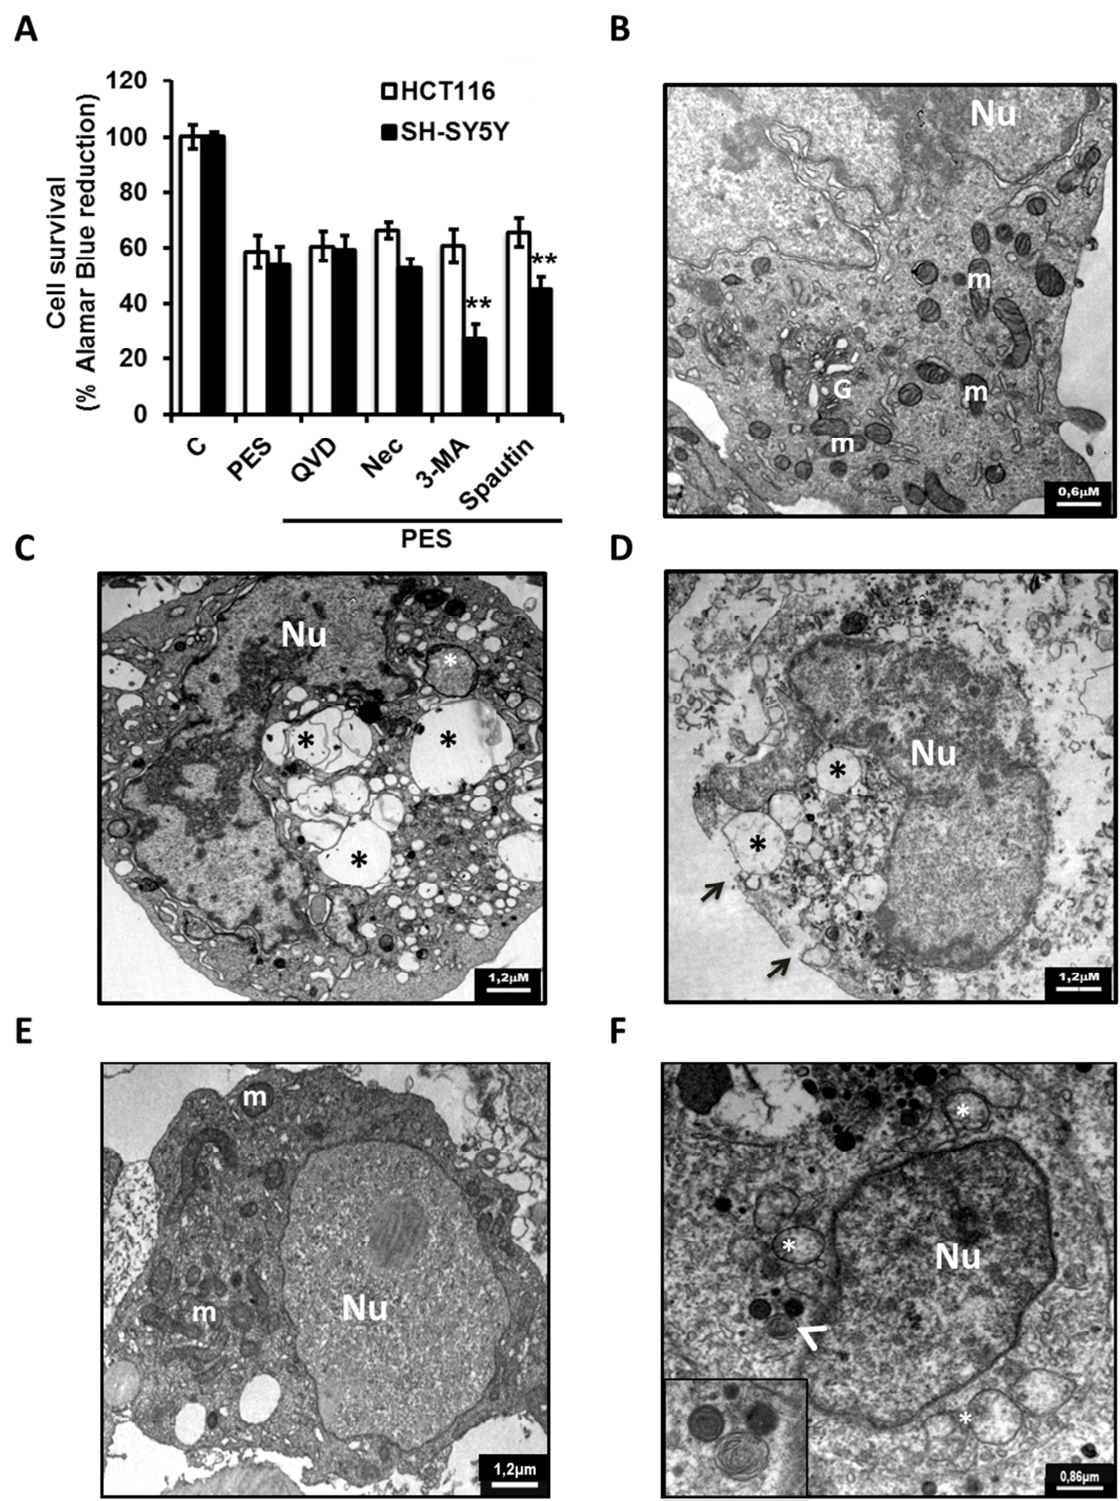 A
Cell survival
(% Alamar Blue reduction)
120
100
80
60
40
20
0
HCT116
SH-SY5Y
**
**
C
PES
QVD
Nec
3-MA
Spautin
PES
B
Nu
m
m
G
m
0,6µM
C
Nu
*
*
*
*
1,2µM
D
Nu
*
*
1,2µM
E
m
m
Nu
1,2µm
F
*
*
Nu
*
0,86µm